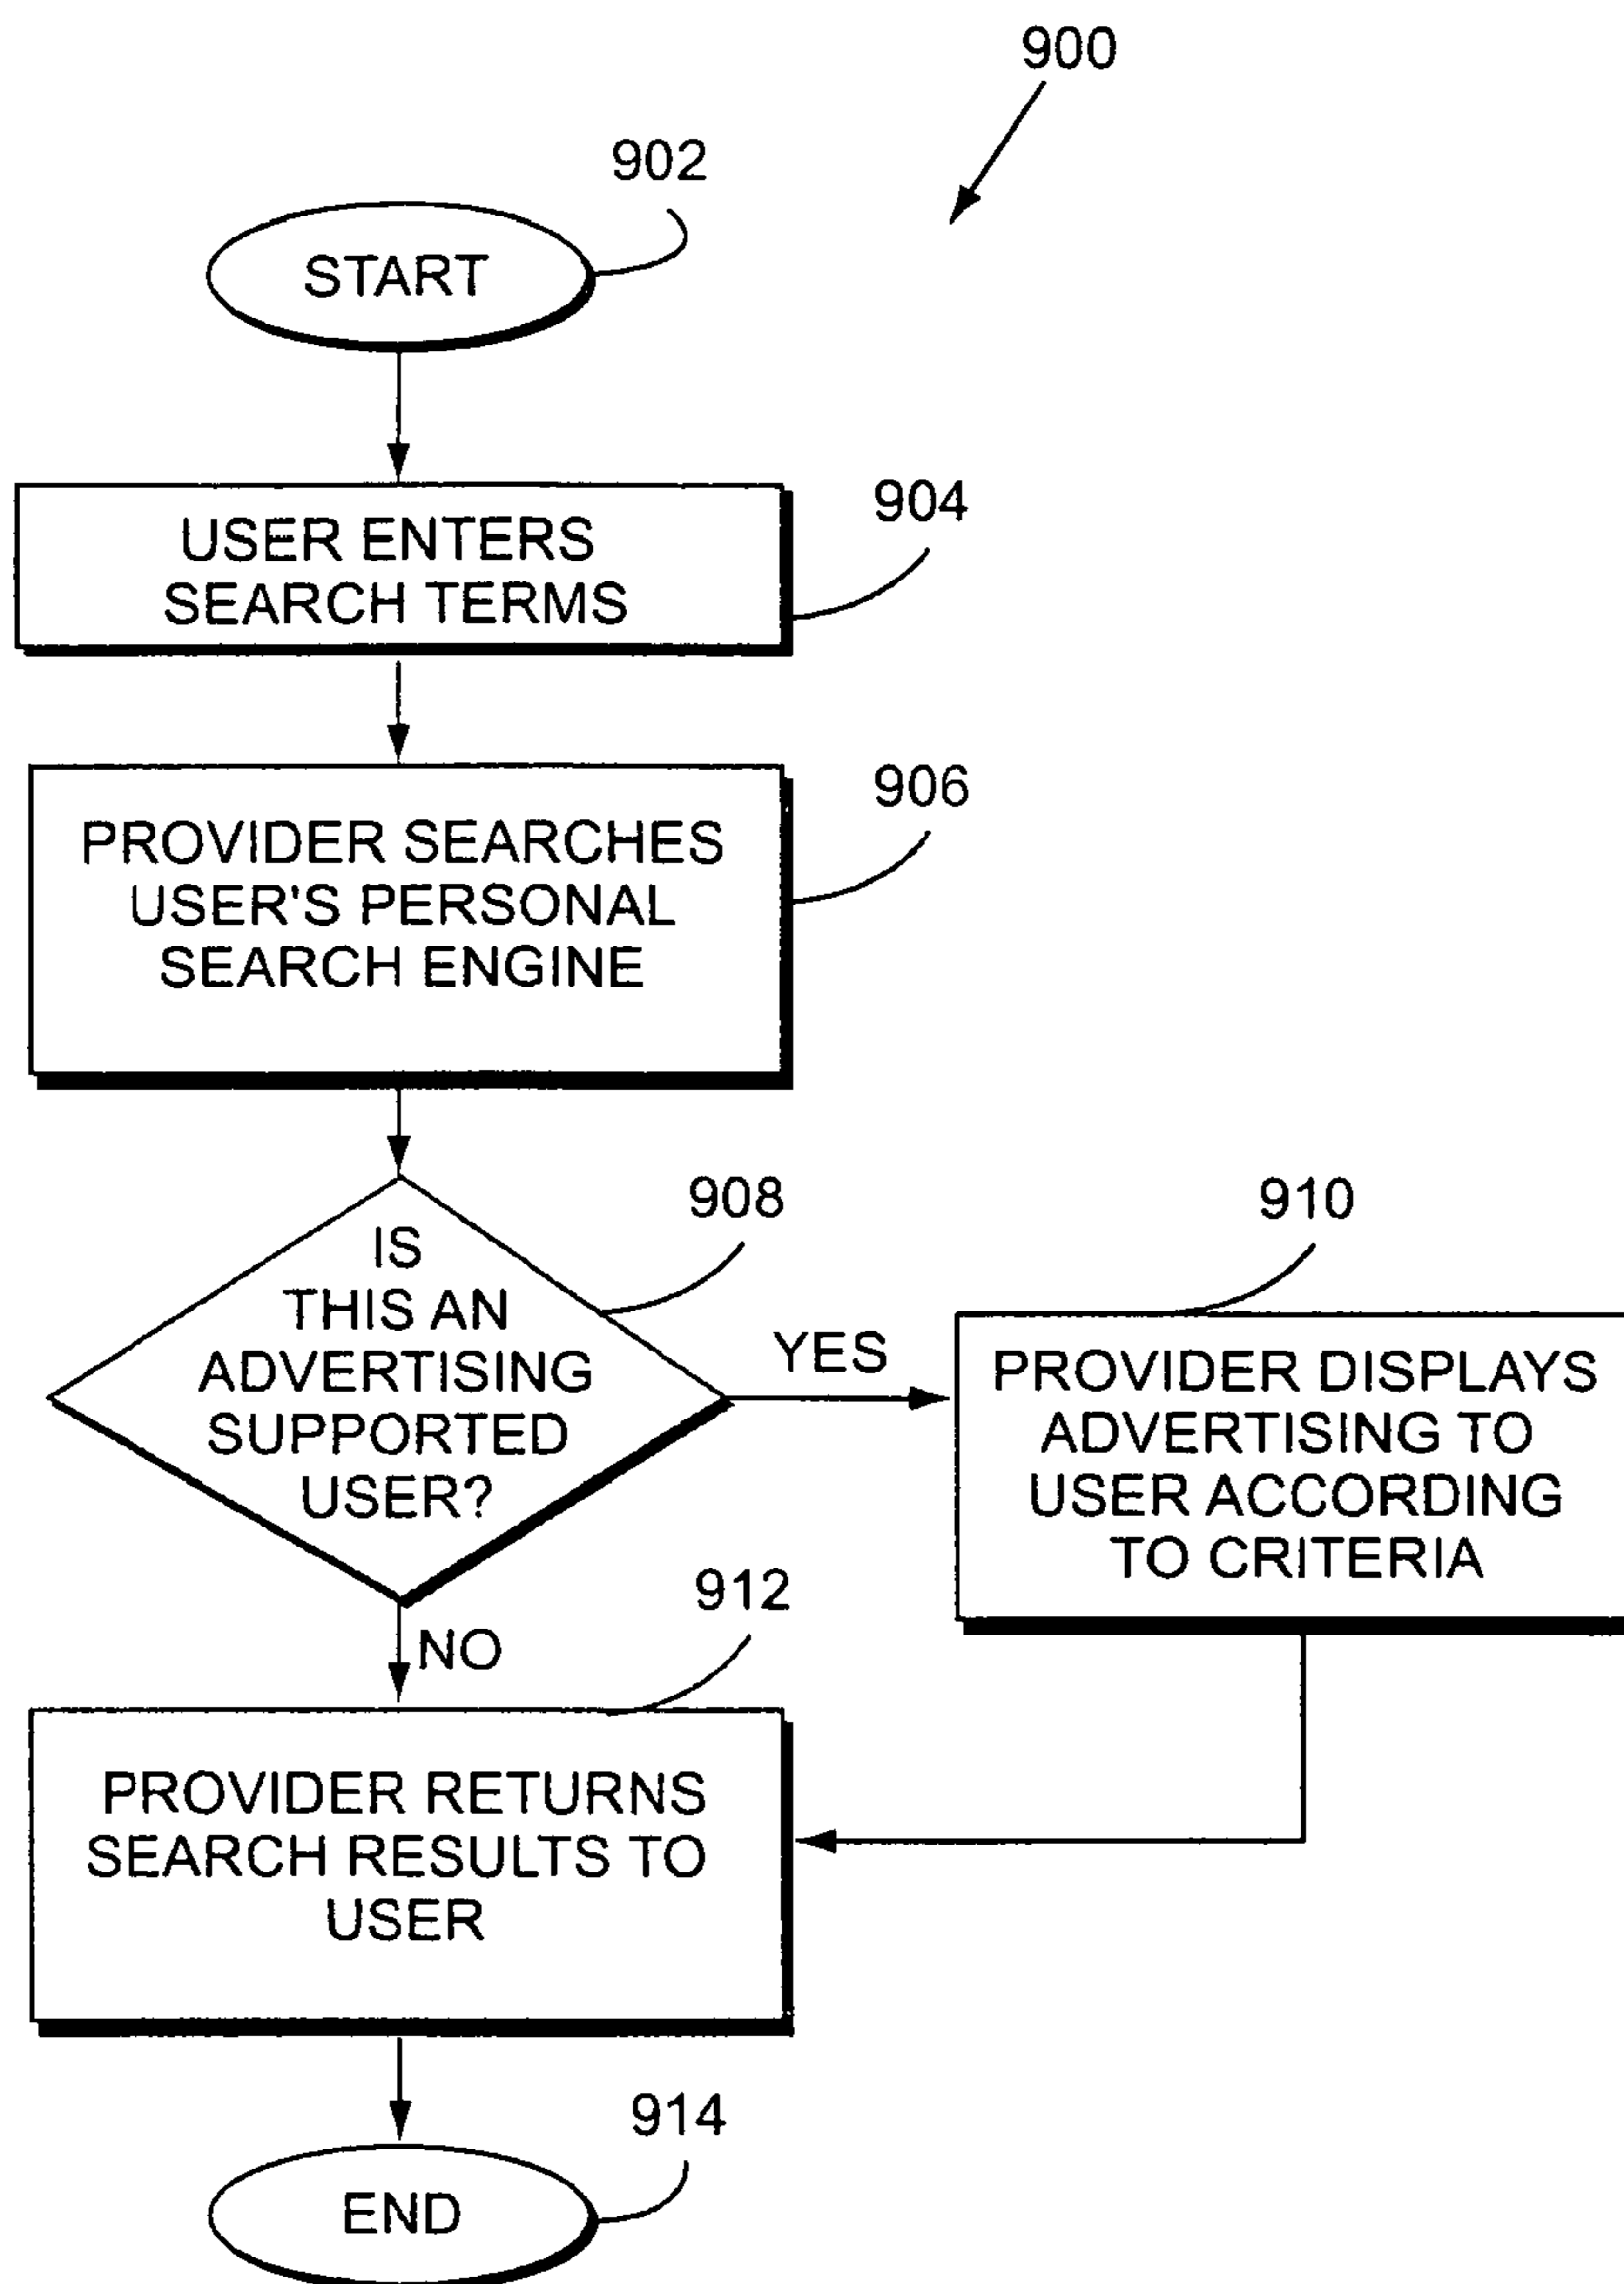 900
902
START
904
USER ENTERS
SEARCH TERMS
906
PROVIDER SEARCHES
USER'S PERSONAL
SEARCH ENGINE
908
IS
THIS AN
ADVERTISING
SUPPORTED
USER?
YES
910
PROVIDER DISPLAYS
ADVERTISING TO
USER ACCORDING
TO CRITERIA
NO
912
PROVIDER RETURNS
SEARCH RESULTS TO
USER
914
END